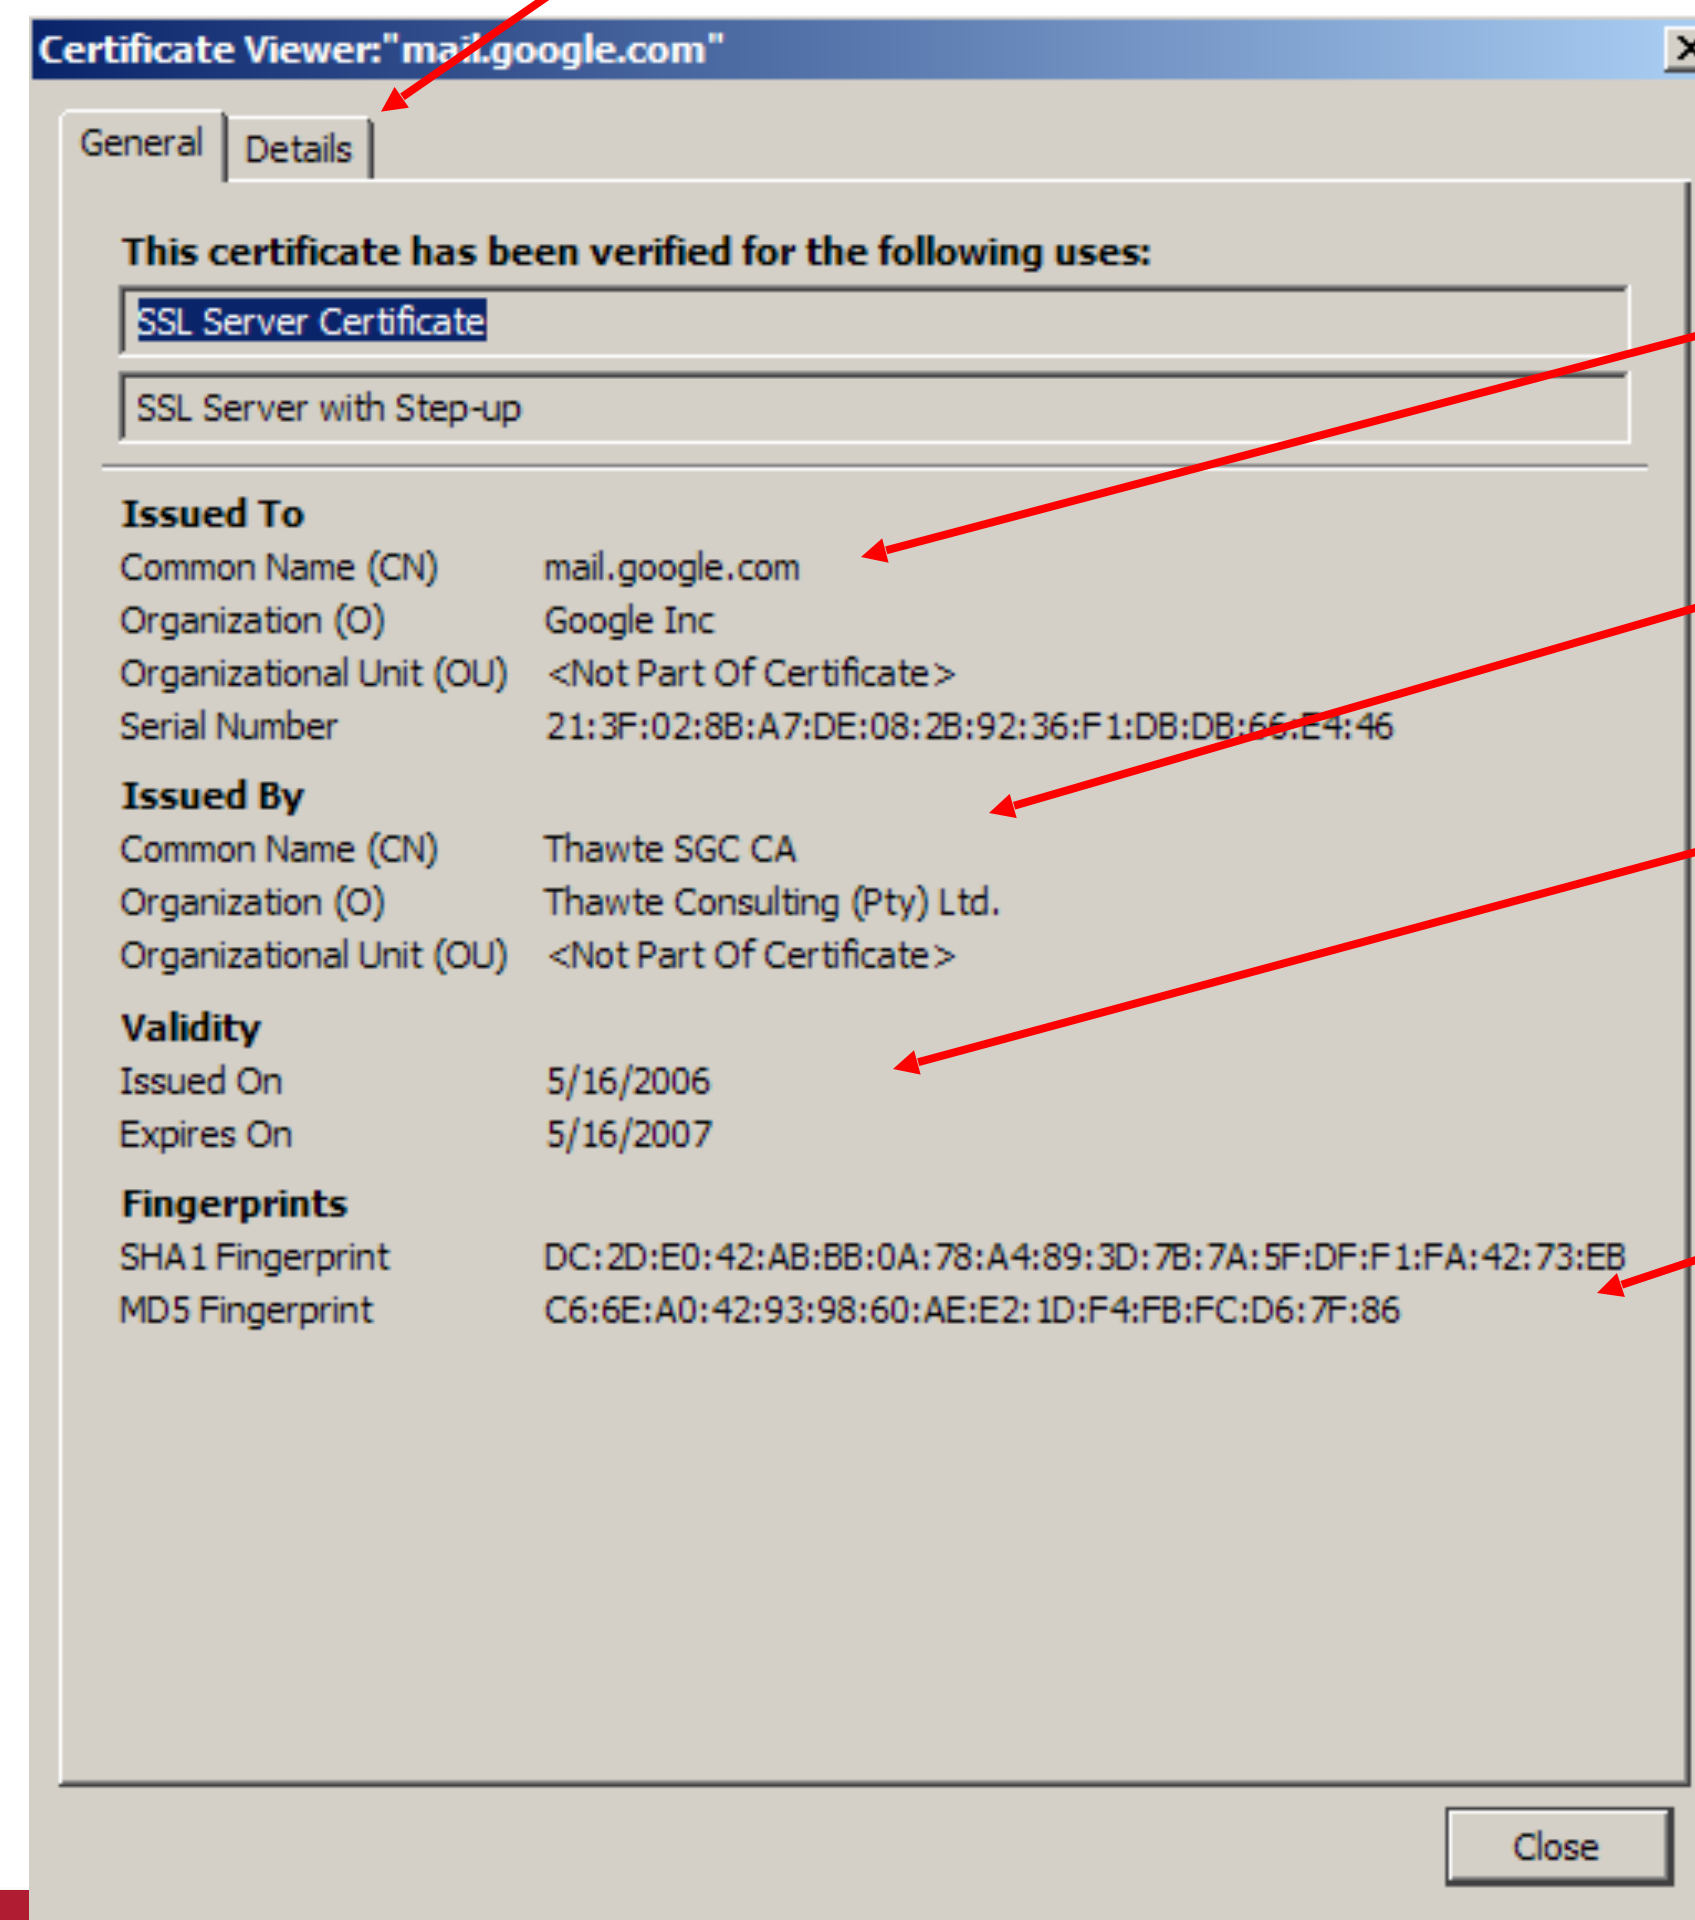 Certificate Viewer:"mail.google.com"
General Details
This certificate has been verified for the following uses:
SSL Server Certificate
SSL Server with Step-up
Issued To
Common Name (CN) mail.google.com
Organization (O) Google Inc
Organizational Unit (OU) <Not Part Of Certificate>
Serial Number 21:3F:02:8B:A7:DE:08:2B:92:36:F1:DB:DB:66:E4:46
Issued By
Common Name (CN) Thawte SGC CA
Organization (O) Thawte Consulting (Pty) Ltd.
Organizational Unit (OU) <Not Part Of Certificate>
Validity
Issued On 5/16/2006
Expires On 5/16/2007
Fingerprints
SHA1 Fingerprint DC:2D:E0:42:AB:BB:0A:78:A4:89:3D:7B:7A:5F:DF:F1:FA:42:73:EB
MD5 Fingerprint C6:6E:A0:42:93:98:60:AE:E2:1D:F4:FB:FC:D6:7F:86
Close